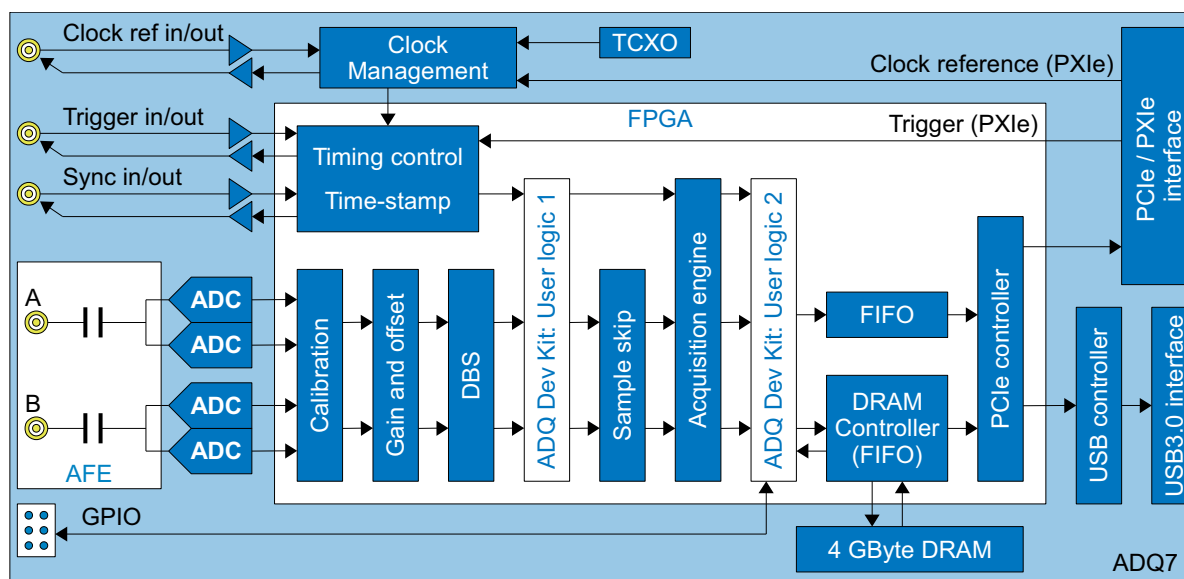 Clock ref in/out
Clock
Management
TCXO
Clock reference (PXIe)
PCIe / PXIe
interface
Trigger in/out
FPGA
Trigger (PXIe)
Timing control
Time-stamp
Sync in/out
A
B
AFE
ADC
ADC
ADC
ADC
Calibration
Gain and offset
DBS
ADQ Dev Kit: User logic 1
Sample skip
Acquisition engine
ADQ Dev Kit: User logic 2
FIFO
DRAM
Controller
(FIFO)
PCIe controller
USB controller
USB3.0 interface
GPIO
4 GByte DRAM
ADQ7